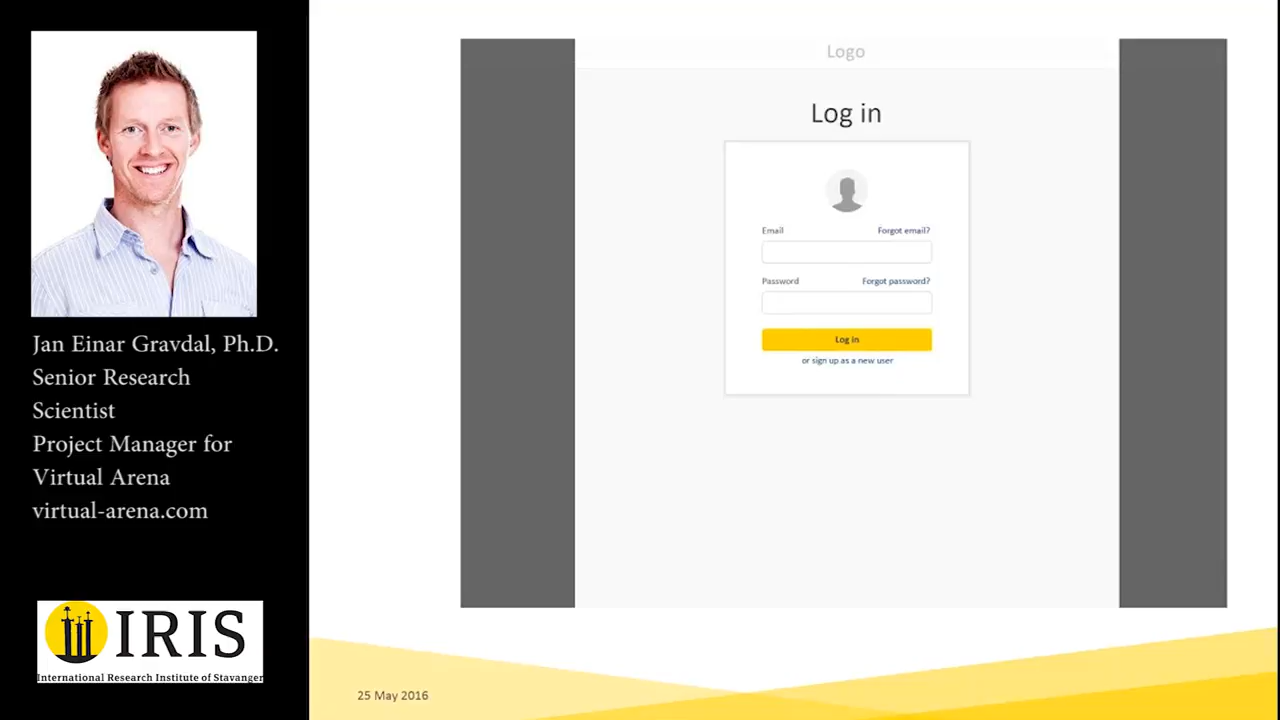 Jan Einar Gravdal, Ph.D.
Senior Research
Scientist
Project Manager for
Virtual Arena
virtual-arena.com
IRIS
International Research Institute of Stavanger
Logo
Log in
Email Forgot email?
Password Forgot password?
Log in
or sign up as a new user
25 May 2016